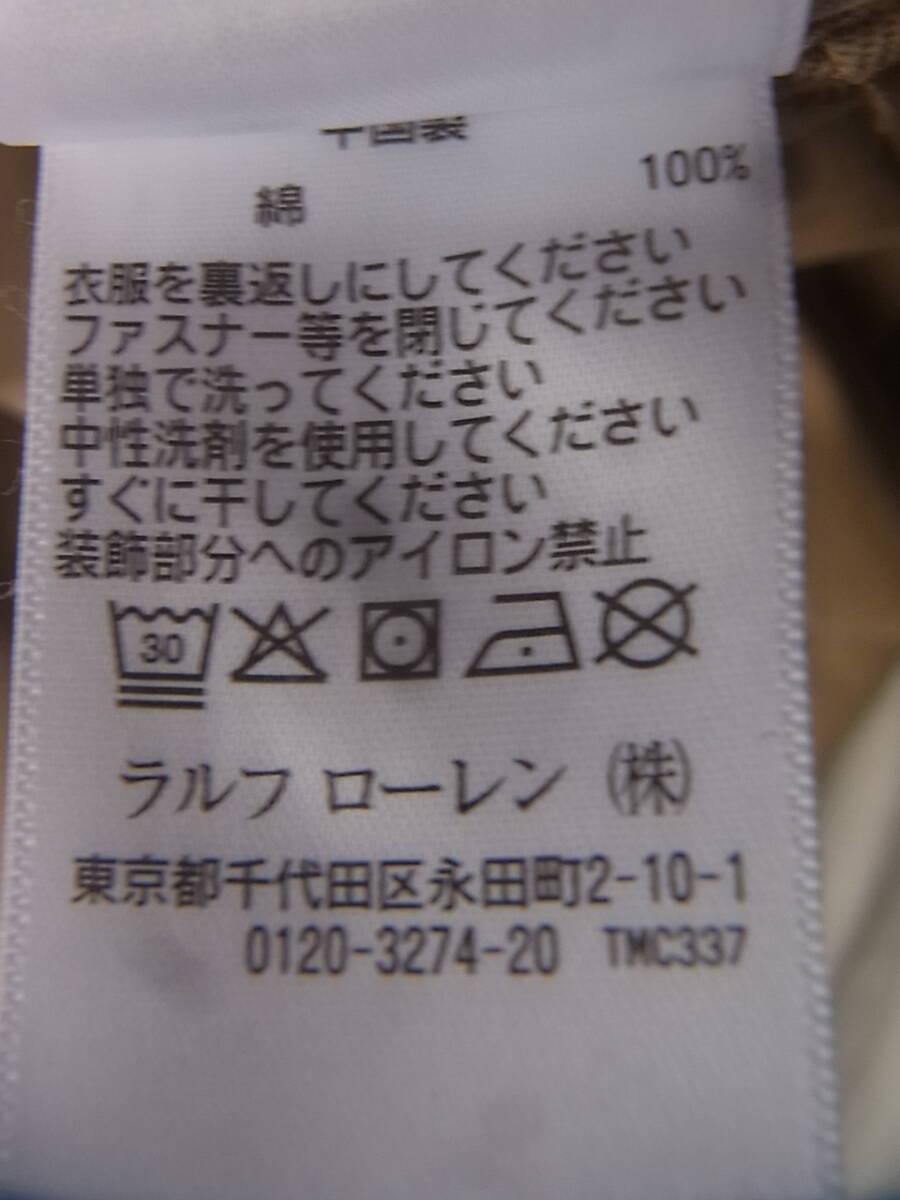 中国製
綿 100%
衣服を裏返しにしてください
ファスナー等を閉じてください
単独で洗ってください
中性洗剤を使用してください
すぐに干してください
装飾部分へのアイロン禁止
30
ラルフ ローレン ㈱
東京都千代田区永田町2-10-1
0120-3274-20 TMC337